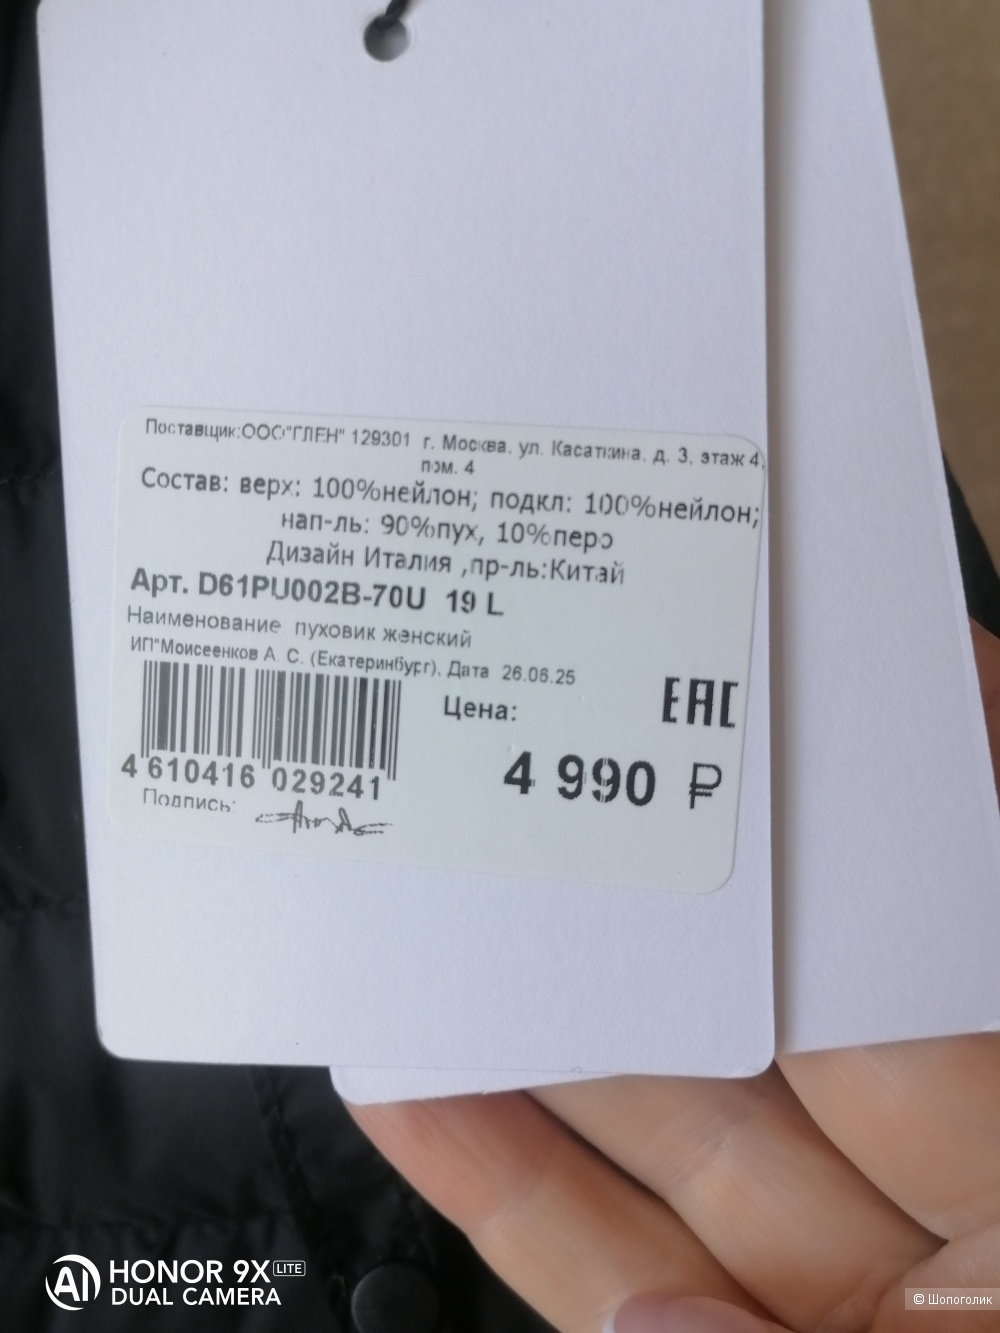 Поставщик:ООО"ГЛЕН" 129301 г. Москва, ул. Касаткина, д. 3, этаж 4,
пом. 4
Состав: верх: 100%нейлон; подкл: 100%нейлон;
нап-ль: 90%пух, 10%перо
Дизайн Италия ,пр-ль:Китай
Арт. D61PU002B-70U 19 L
Наименование пуховик женский
ИП"Моисеенков А. С. (Екатеринбург), Дата 26.06.25
EAC
Цена:
4 990 ₽
4 610416 029241
Подпись:
HONOR 9X LITE
DUAL CAMERA
© Шопоголик